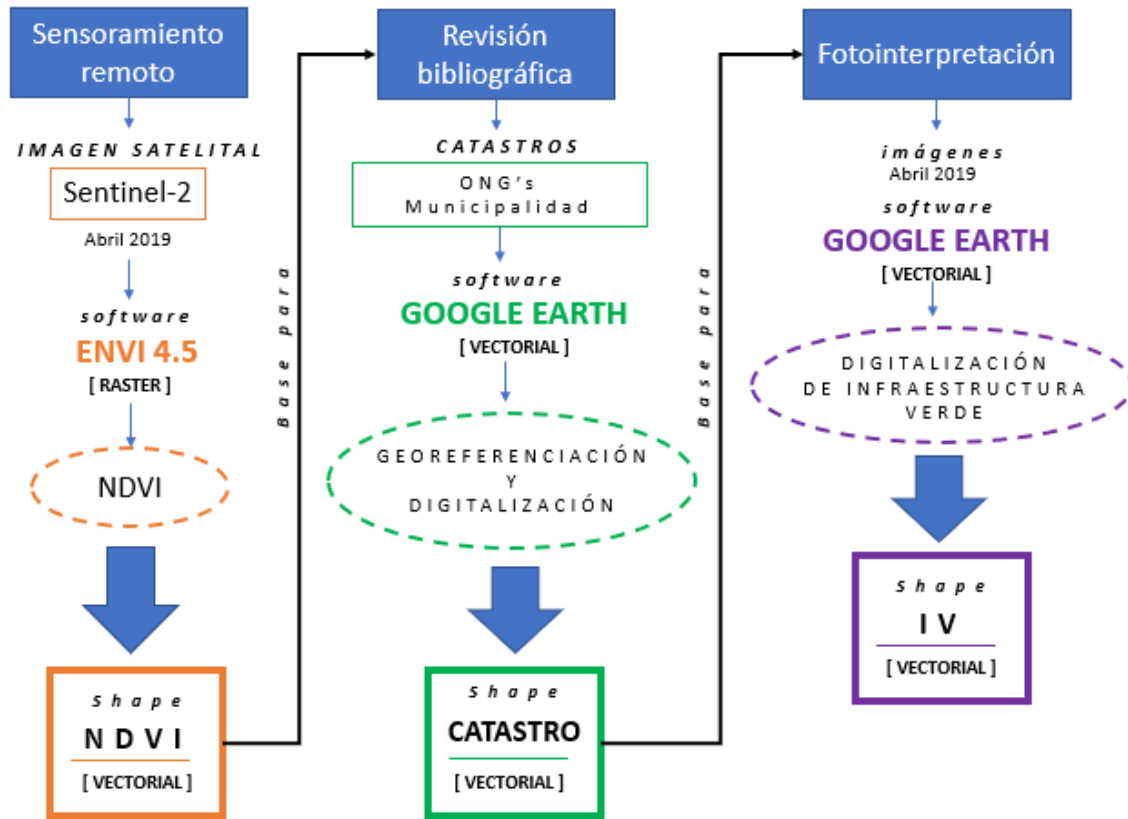 Sensoramiento
remoto
IMAGEN SATELITAL
Sentinel-2
Abril 2019
software
ENVI 4.5
[ RASTER ]
NDVI
Shape
NDVI
[ VECTORIAL ]
Base para
Revisión
bibliográfica
CATASTROS
ONG's
Municipalidad
software
GOOGLE EARTH
[ VECTORIAL ]
GEOREFERENCIACIÓN
Y
DIGITALIZACIÓN
Shape
CATASTRO
[ VECTORIAL ]
Base para
Fotointerpretación
imágenes
Abril 2019
software
GOOGLE EARTH
[ VECTORIAL ]
DIGITALIZACIÓN
DE INFRAESTRUCTURA
VERDE
Shape
IV
[ VECTORIAL ]